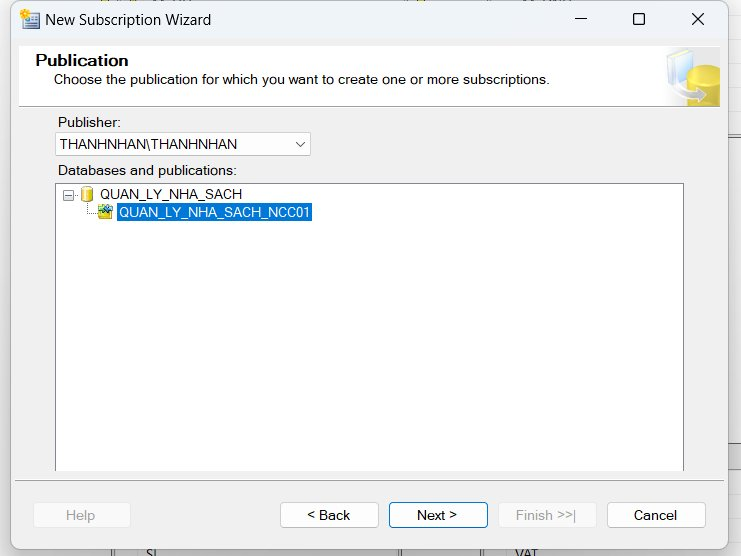 New Subscription Wizard
Publication
Choose the publication for which you want to create one or more subscriptions.
Publisher:
THANHNHAN\THANHNHAN
Databases and publications:
QUAN_LY_NHA_SACH
QUAN_LY_NHA_SACH_NCC01
Help
< Back
Next >
Finish >>|
Cancel
VAT